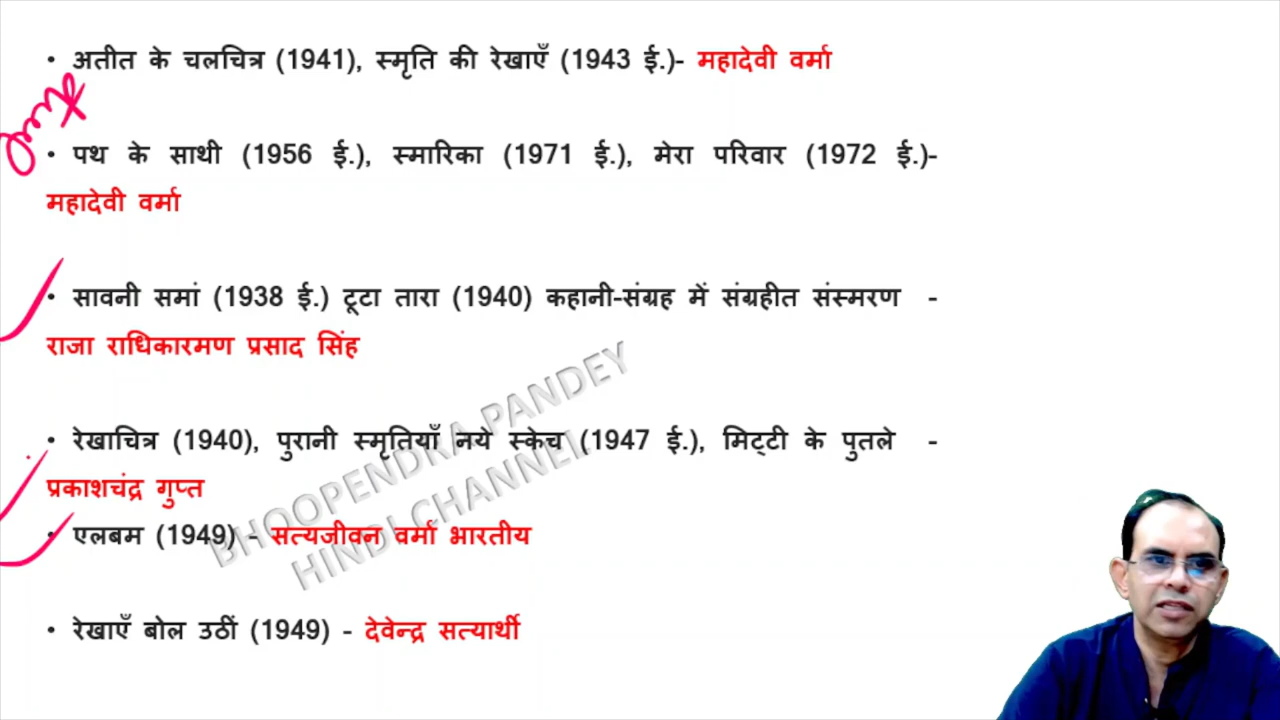 • अतीत के चलचित्र (1941), स्मृति की रेखाएँ (1943 ई.)- महादेवी वर्मा
Imp
• पथ के साथी (1956 ई.), स्मारिका (1971 ई.), मेरा परिवार (1972 ई.)-
महादेवी वर्मा
• सावनी समां (1938 ई.) टूटा तारा (1940) कहानी-संग्रह में संग्रहीत संस्मरण -
राजा राधिकारमण प्रसाद सिंह
• रेखाचित्र (1940), पुरानी स्मृतियाँ नये स्केच (1947 ई.), मिट्टी के पुतले -
प्रकाशचंद्र गुप्त
• एलबम (1949) - सत्यजीवन वर्मा भारतीय
• रेखाएँ बोल उठीं (1949) - देवेन्द्र सत्यार्थी
BHOOPENDRA PANDEY
HINDI CHANNEL